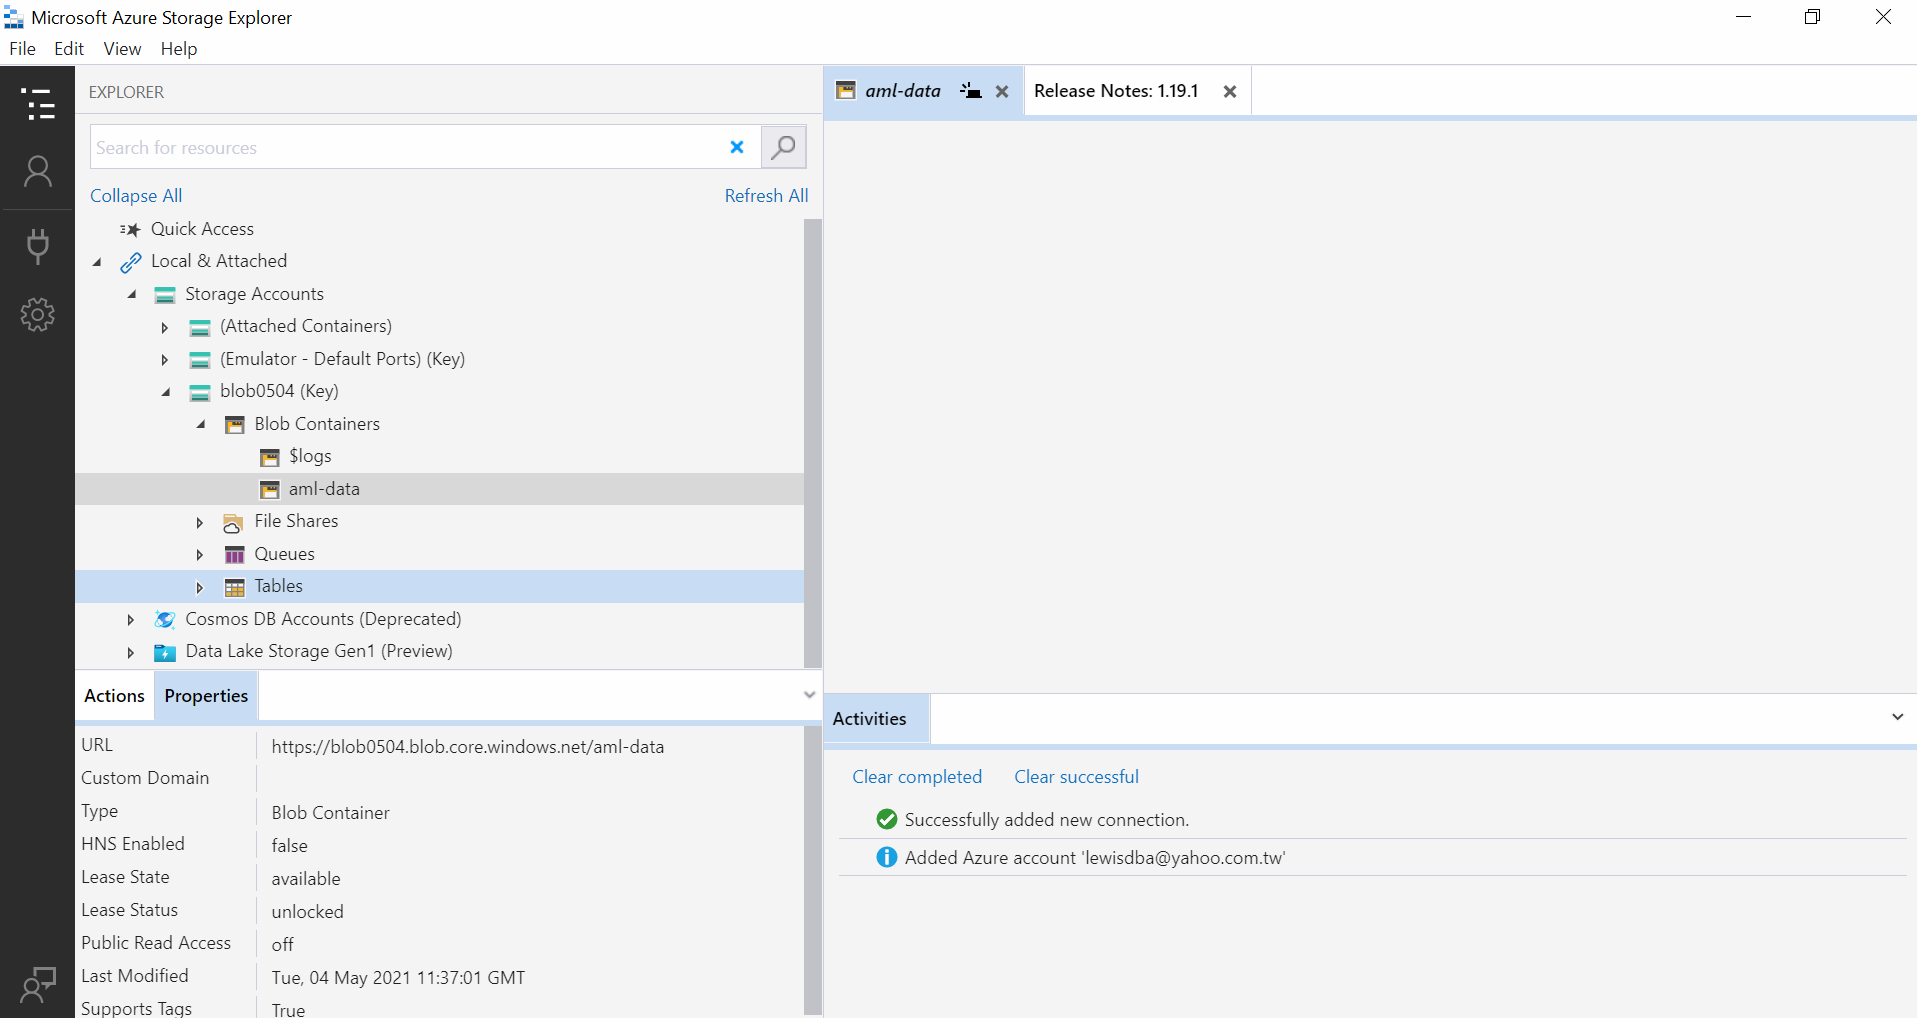 Microsoft Azure Storage Explorer
File Edit View Help
EXPLORER
Search for resources
Collapse All Refresh All
Quick Access
Local & Attached
Storage Accounts
(Attached Containers)
(Emulator - Default Ports) (Key)
blob0504 (Key)
Blob Containers
$logs
aml-data
File Shares
Queues
Tables
Cosmos DB Accounts (Deprecated)
Data Lake Storage Gen1 (Preview)
Actions Properties
URL https://blob0504.blob.core.windows.net/aml-data
Custom Domain
Type Blob Container
HNS Enabled false
Lease State available
Lease Status unlocked
Public Read Access off
Last Modified Tue, 04 May 2021 11:37:01 GMT
Supports Tags True
aml-data Release Notes: 1.19.1
Activities
Clear completed Clear successful
Successfully added new connection.
Added Azure account 'lewisdba@yahoo.com.tw'